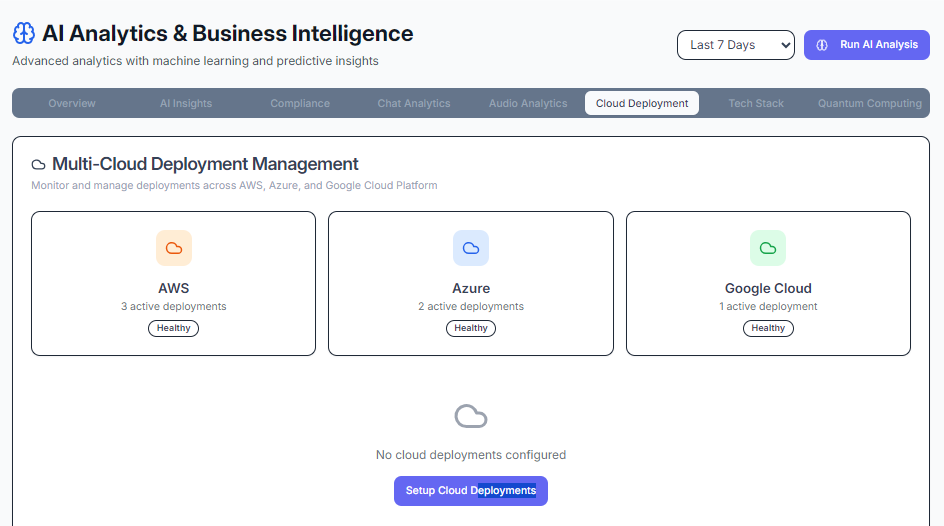 AI Analytics & Business Intelligence
Advanced analytics with machine learning and predictive insights
Last 7 Days
Run AI Analysis
Overview
AI Insights
Compliance
Chat Analytics
Audio Analytics
Cloud Deployment
Tech Stack
Quantum Computing
Multi-Cloud Deployment Management
Monitor and manage deployments across AWS, Azure, and Google Cloud Platform
AWS
3 active deployments
Healthy
Azure
2 active deployments
Healthy
Google Cloud
1 active deployment
Healthy
No cloud deployments configured
Setup Cloud Deployments